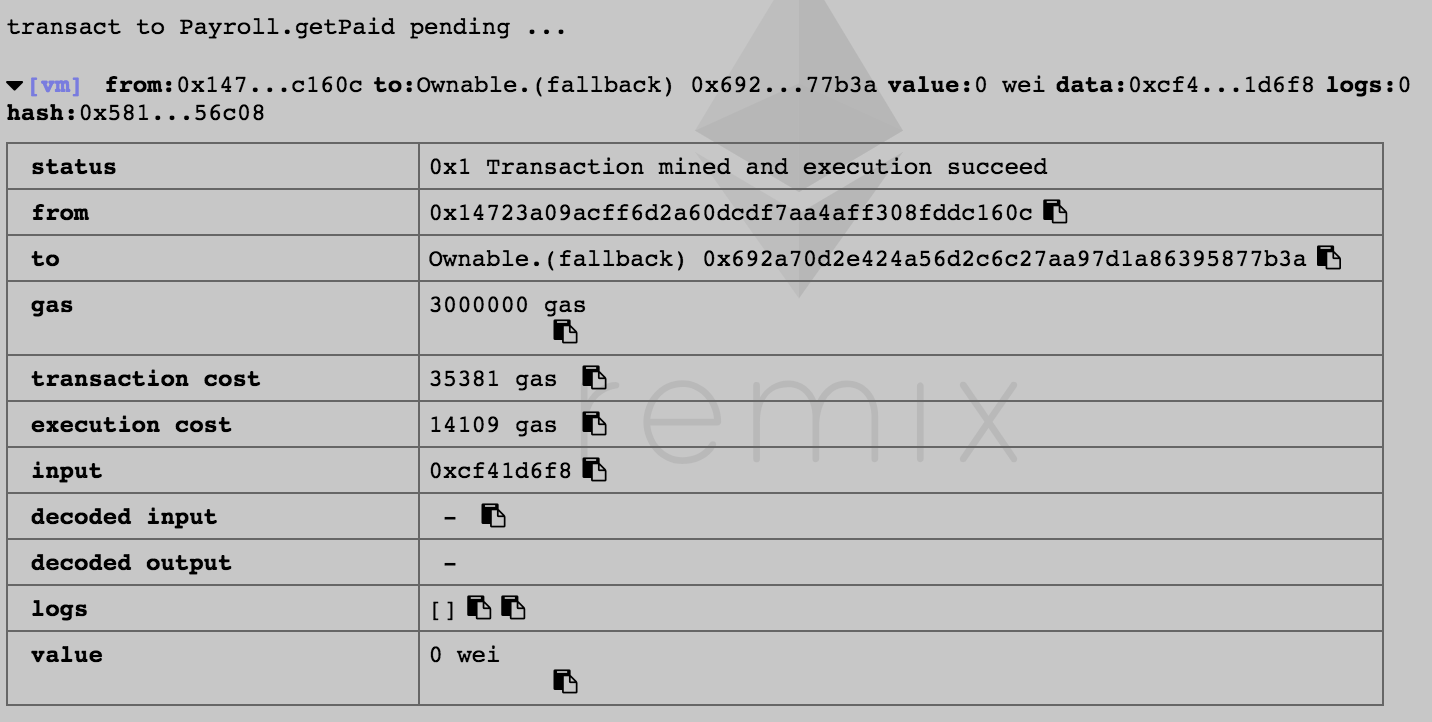 transact to Payroll.getPaid pending ...
[vm] from:0x147...c160c to:Ownable.(fallback) 0x692...77b3a value:0 wei data:0xcf4...1d6f8 logs:0
hash:0x581...56c08
status 0x1 Transaction mined and execution succeed
from 0x14723a09acff6d2a60dcdf7aa4aff308fddc160c
to Ownable.(fallback) 0x692a70d2e424a56d2c6c27aa97d1a86395877b3a
gas 3000000 gas
transaction cost 35381 gas
remix
execution cost 14109 gas
input 0xcf41d6f8
decoded input -
decoded output -
logs []
value 0 wei